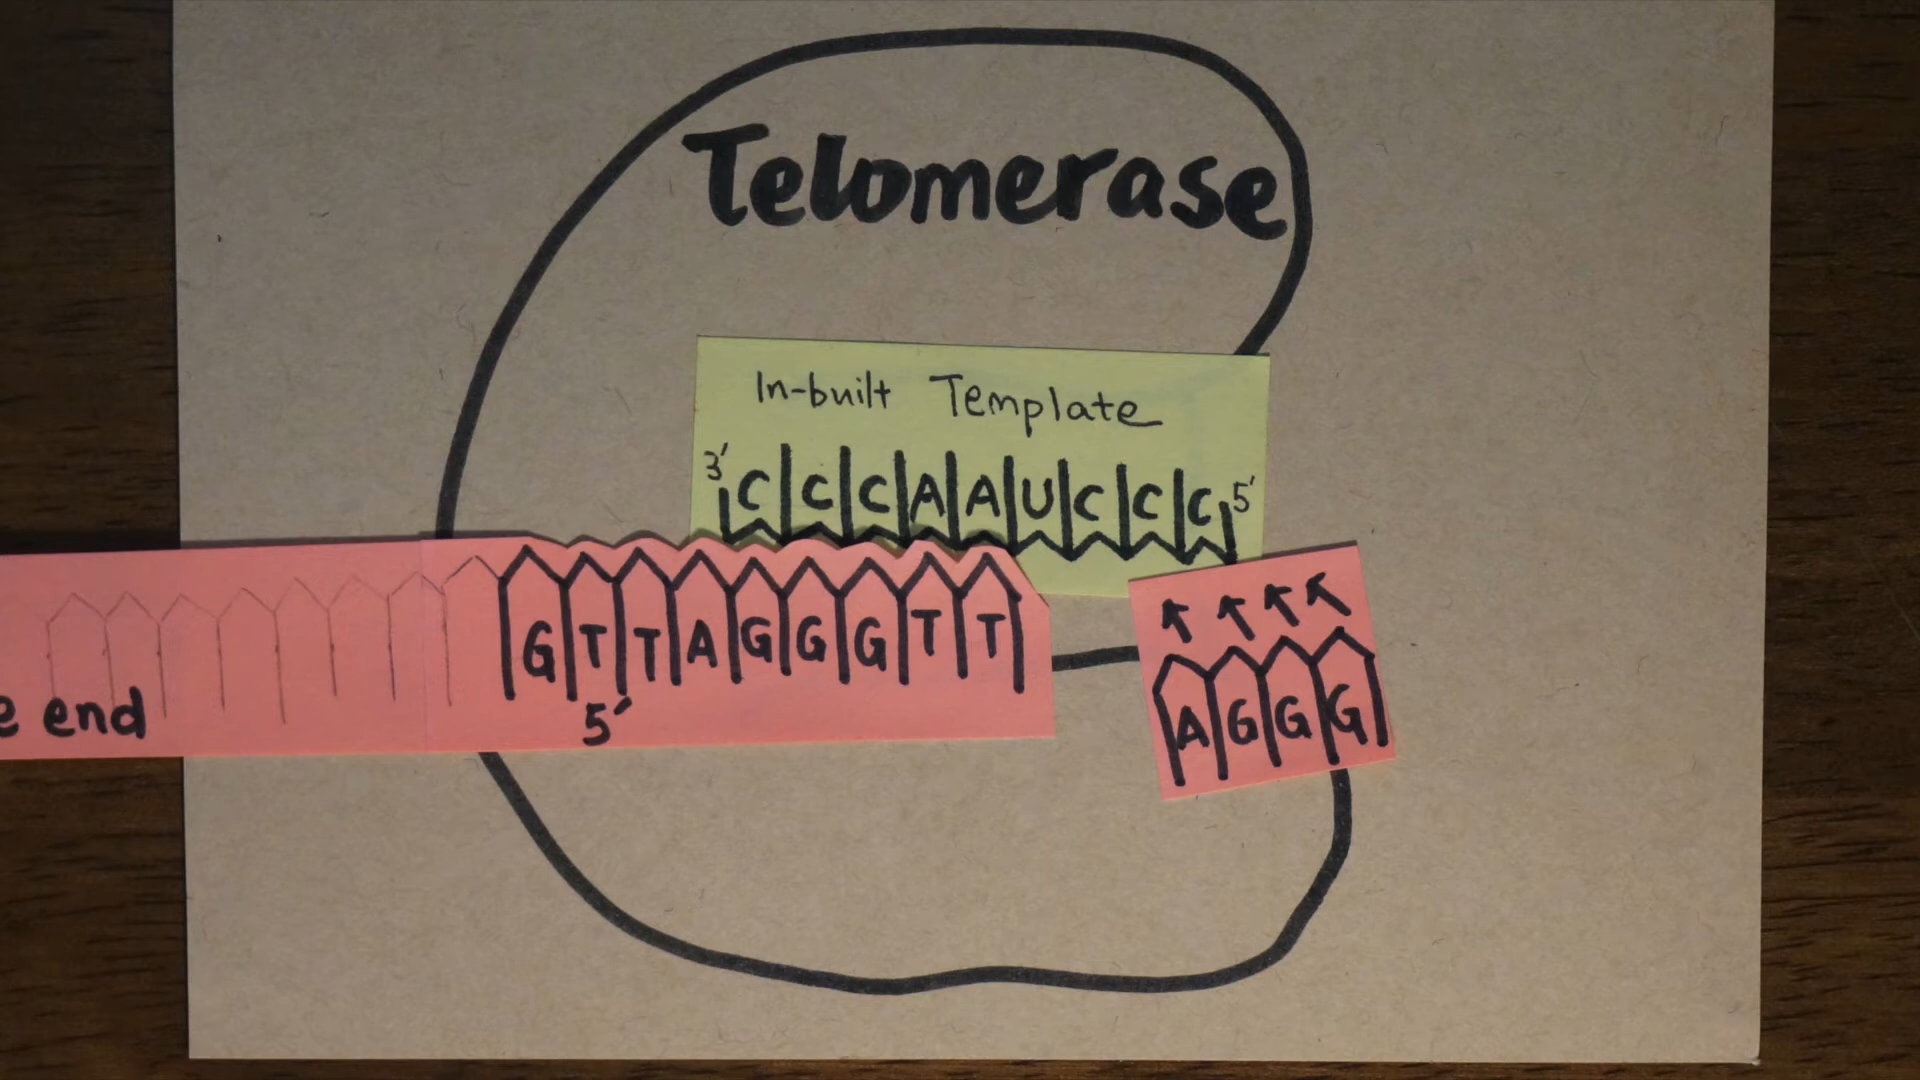 Telomerase
In-built Template
3' C C C A A U C C C 5'
G T T A G G G T T
A G G G
5'
e end